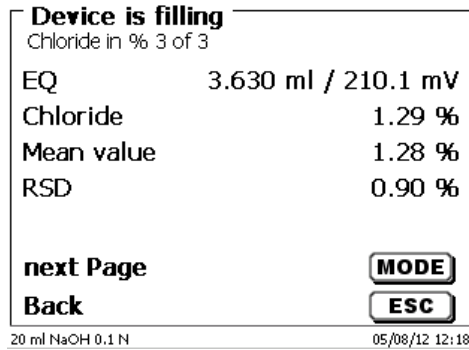 Device is filling
Chloride in % 3 of 3
EQ 3.630 ml / 210.1 mV
Chloride 1.29 %
Mean value 1.28 %
RSD 0.90 %
next Page MODE
Back ESC
20 ml NaOH 0.1 N 05/08/12 12:18